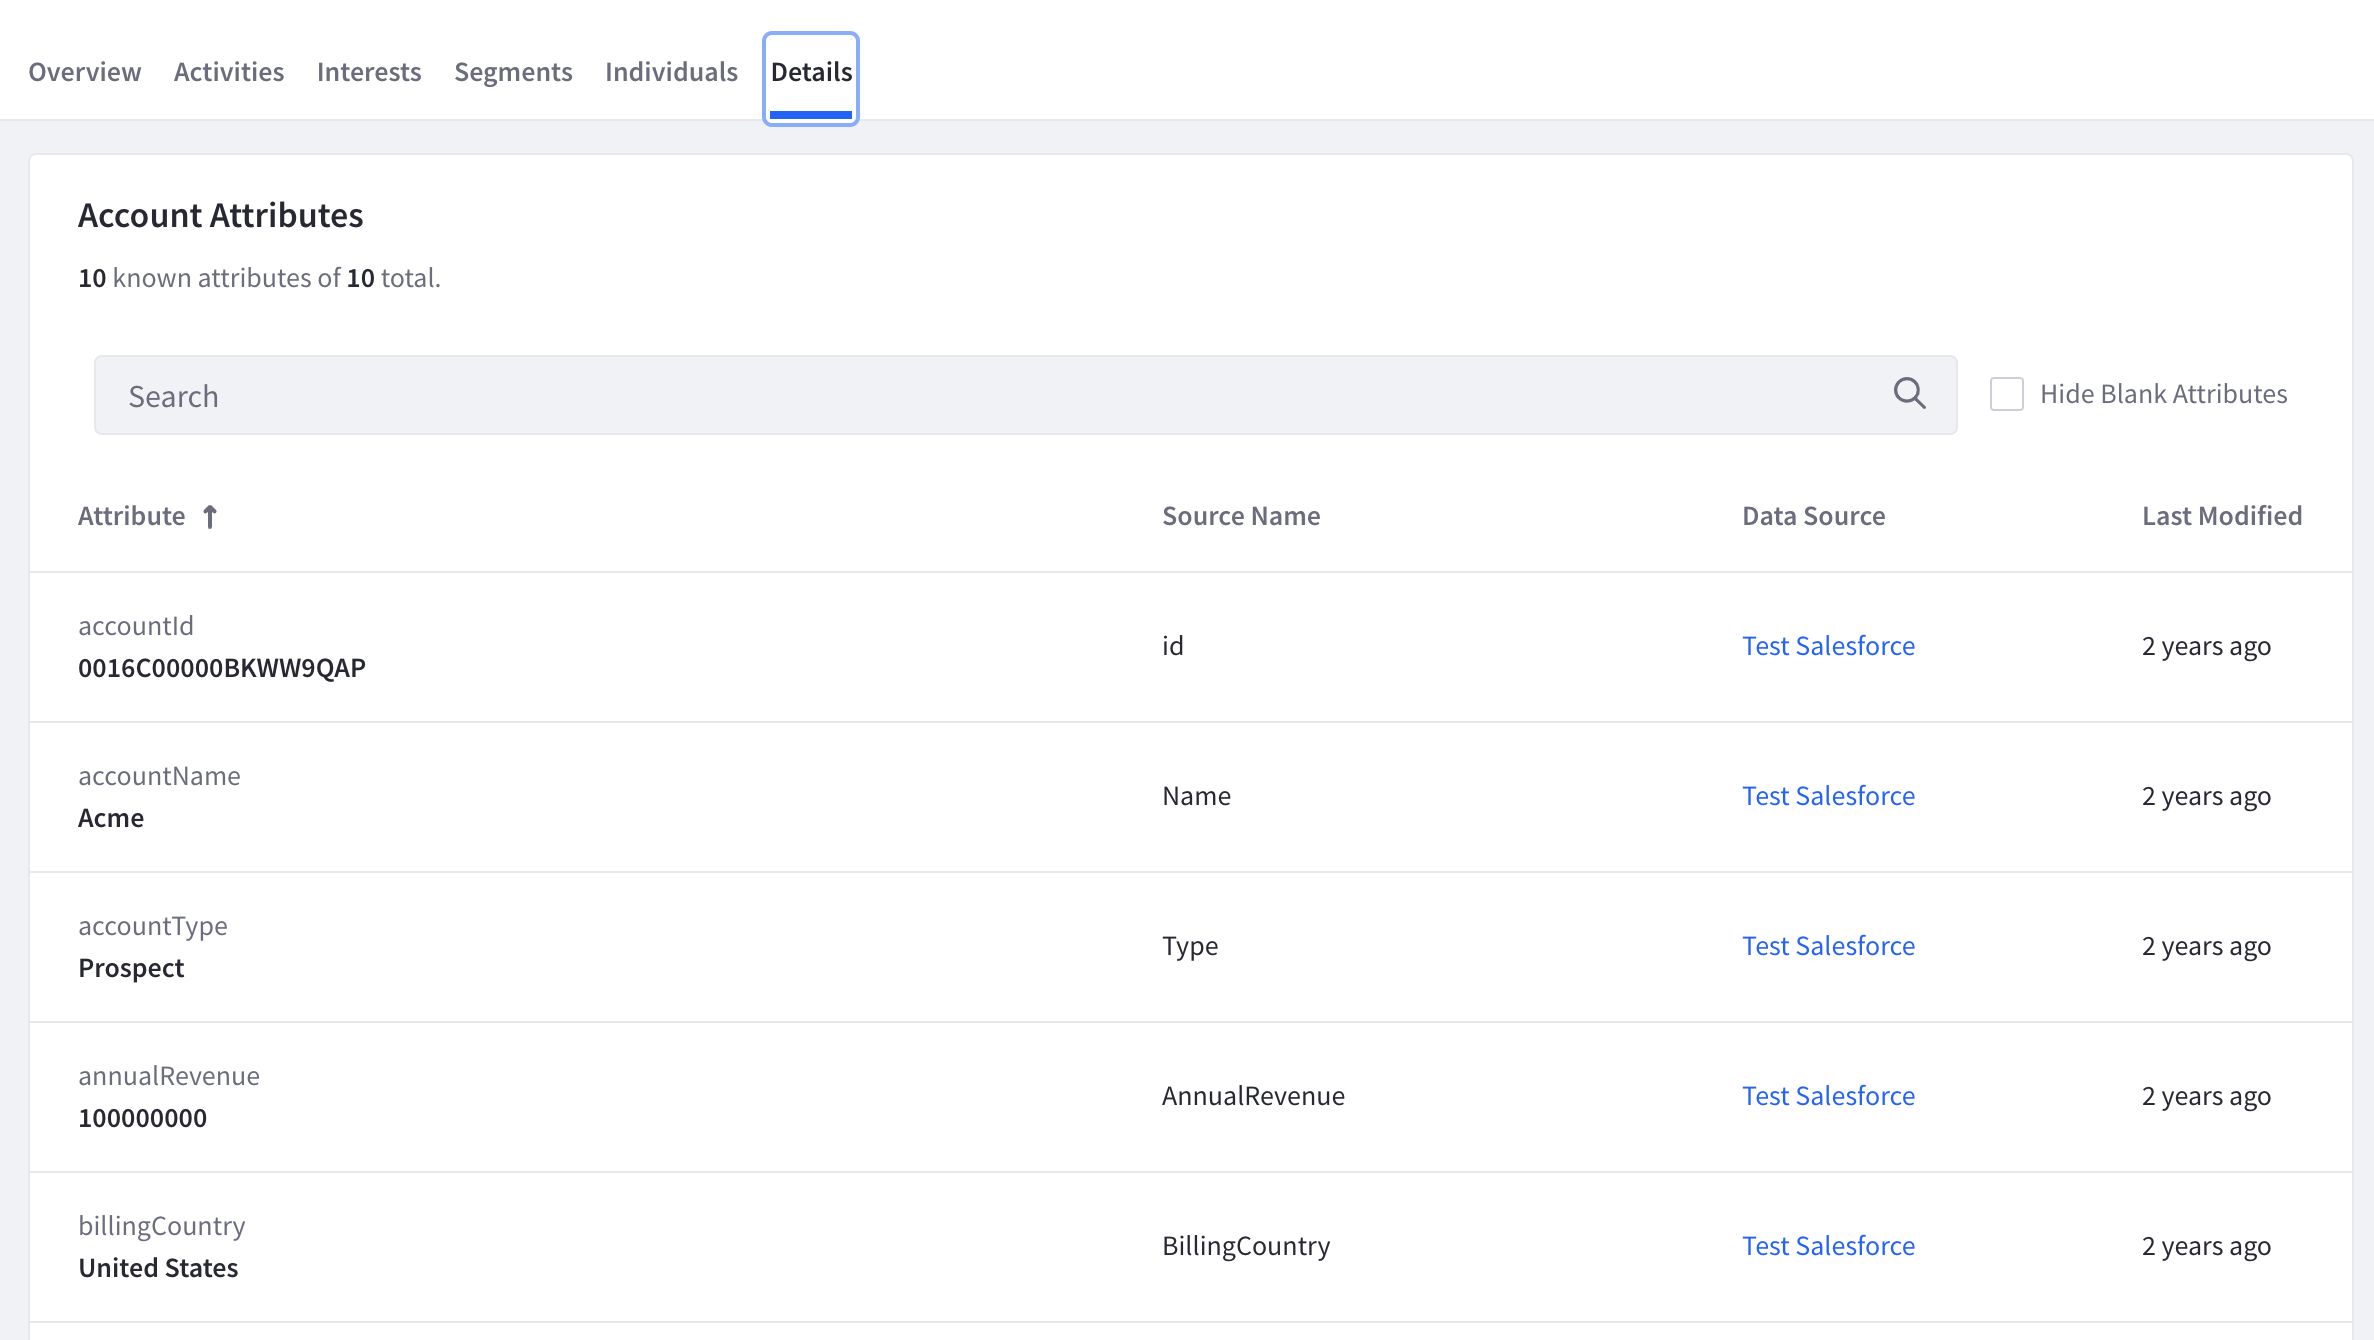 Overview Activities Interests Segments Individuals Details
Account Attributes
10 known attributes of 10 total.
Search Hide Blank Attributes
Attribute ↑ Source Name Data Source Last Modified
accountId
0016C00000BKWW9QAP id Test Salesforce 2 years ago
accountName
Acme Name Test Salesforce 2 years ago
accountType
Prospect Type Test Salesforce 2 years ago
annualRevenue
100000000 AnnualRevenue Test Salesforce 2 years ago
billingCountry
United States BillingCountry Test Salesforce 2 years ago